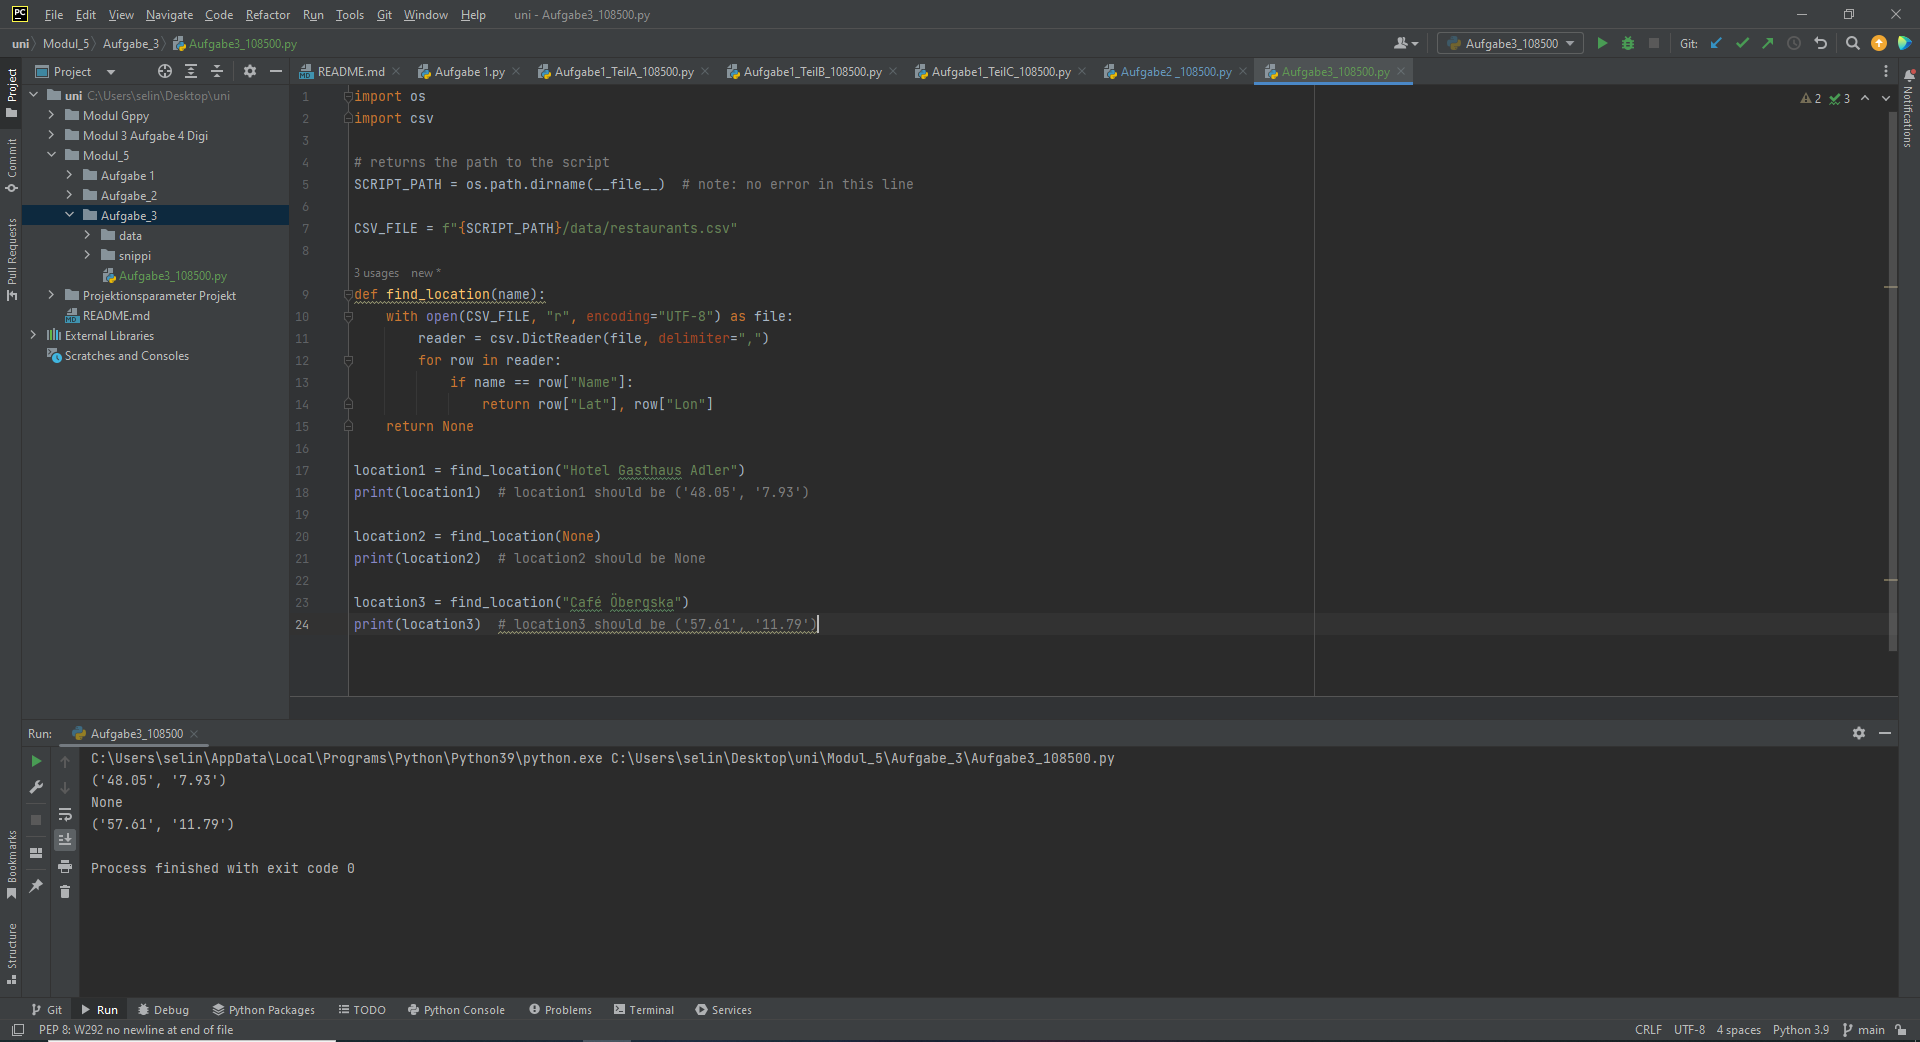 PC File Edit View Navigate Code Refactor Run Tools Git Window Help uni - Aufgabe3_108500.py
uni Modul_5 Aufgabe_3 Aufgabe3_108500.py Aufgabe3_108500 Git:
Project README.md Aufgabe 1.py Aufgabe1_TeilA_108500.py Aufgabe1_TeilB_108500.py Aufgabe1_TeilC_108500.py Aufgabe2 _108500.py Aufgabe3_108500.py
Project
Commit
Pull Requests
Bookmarks
Structure
Notifications
uni C:\Users\selin\Desktop\uni
Modul Gppy
Modul 3 Aufgabe 4 Digi
Modul_5
Aufgabe 1
Aufgabe_2
Aufgabe_3
data
snippi
Aufgabe3_108500.py
Projektionsparameter Projekt
README.md
External Libraries
Scratches and Consoles
2 3
1 import os
2 import csv
3
4 # returns the path to the script
5 SCRIPT_PATH = os.path.dirname(__file__)  # note: no error in this line
6
7 CSV_FILE = f"{SCRIPT_PATH}/data/restaurants.csv"
8
3 usages new *
9 def find_location(name):
10     with open(CSV_FILE, "r", encoding="UTF-8") as file:
11         reader = csv.DictReader(file, delimiter=",")
12         for row in reader:
13             if name == row["Name"]:
14                 return row["Lat"], row["Lon"]
15     return None
16
17 location1 = find_location("Hotel Gasthaus Adler")
18 print(location1)  # location1 should be ('48.05', '7.93')
19
20 location2 = find_location(None)
21 print(location2)  # location2 should be None
22
23 location3 = find_location("Café Öbergska")
24 print(location3)  # location3 should be ('57.61', '11.79')
Run: Aufgabe3_108500
C:\Users\selin\AppData\Local\Programs\Python\Python39\python.exe C:\Users\selin\Desktop\uni\Modul_5\Aufgabe_3\Aufgabe3_108500.py
('48.05', '7.93')
None
('57.61', '11.79')
Process finished with exit code 0
Git Run Debug Python Packages TODO Python Console Problems Terminal Services
PEP 8: W292 no newline at end of file CRLF UTF-8 4 spaces Python 3.9 main